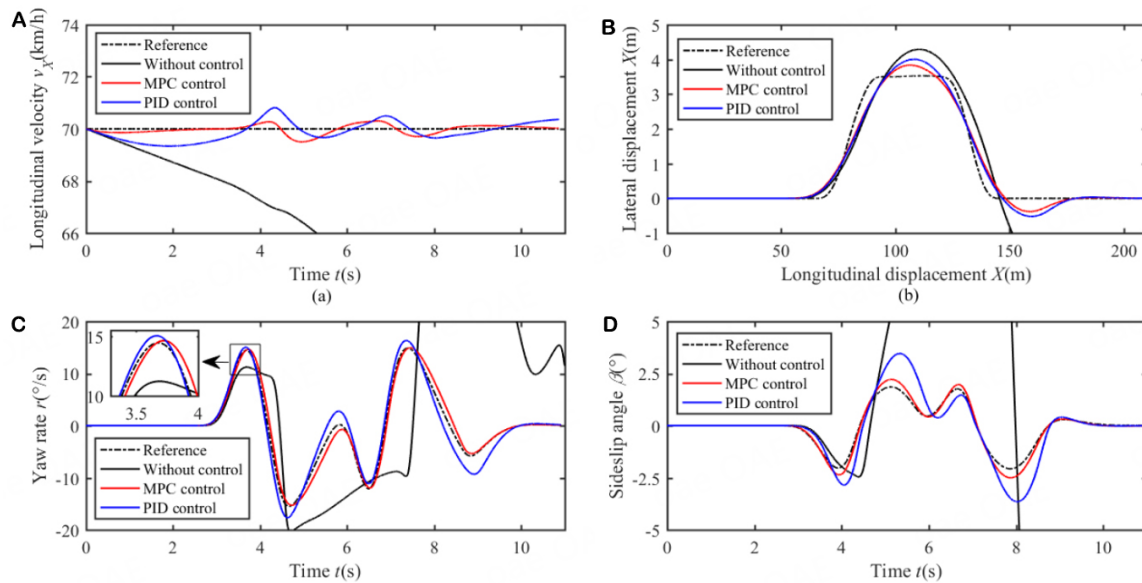 A
Longitudinal velocity v_X(km/h)
74
72
70
68
66
Reference
Without control
MPC control
PID control
0
2
4
6
8
10
Time t(s)
(a)
B
Lateral displacement X(m)
5
4
3
2
1
0
-1
Reference
Without control
MPC control
PID control
0
50
100
150
200
Longitudinal displacement X(m)
(b)
C
Yaw rate r(°/s)
20
10
0
-10
-20
15
10
3.5
4
Reference
Without control
MPC control
PID control
0
2
4
6
8
10
Time t(s)
D
Sideslip angle β(°)
5
2.5
0
-2.5
-5
Reference
Without control
MPC control
PID control
0
2
4
6
8
10
Time t(s)